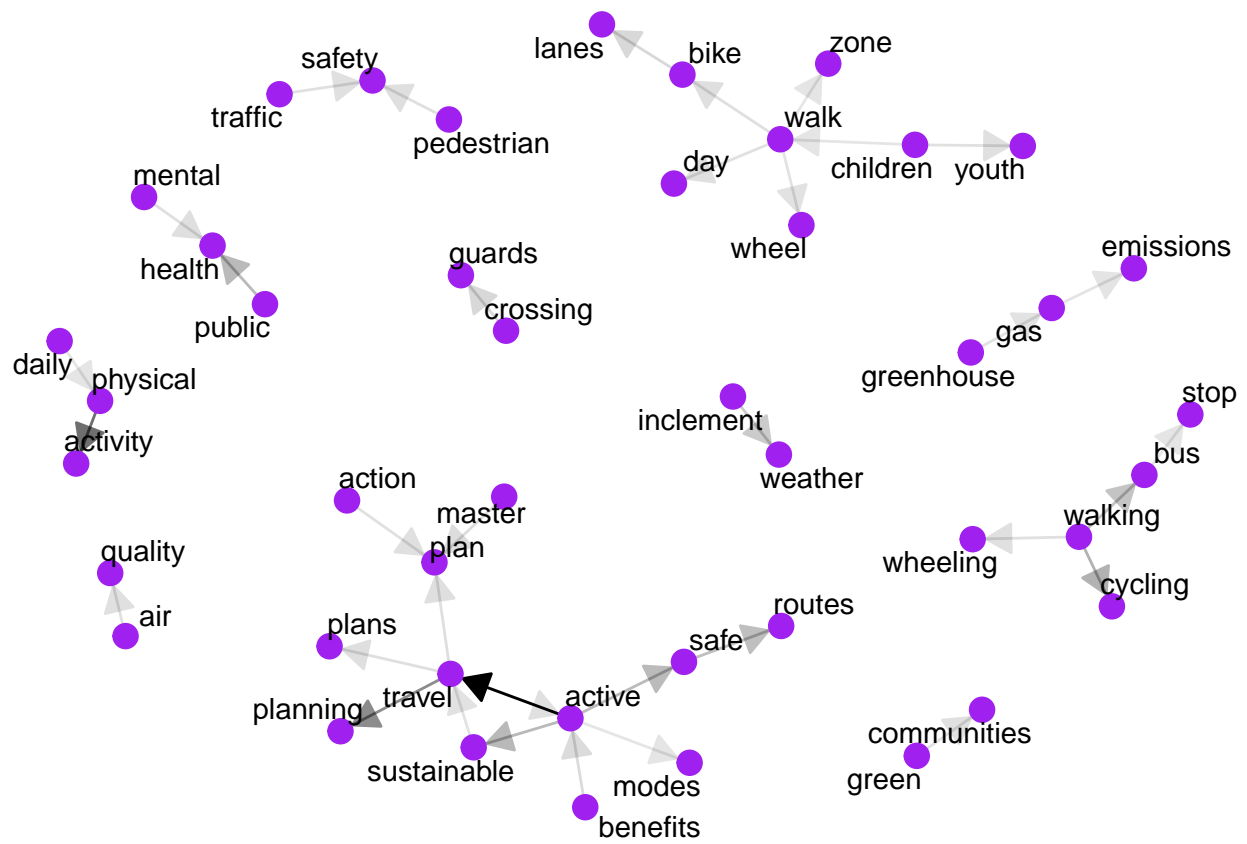 lanes
bike
zone
safety
traffic
walk
pedestrian
day
children
youth
mental
wheel
guards
emissions
health
crossing
public
gas
daily
physical
greenhouse
stop
inclement
activity
bus
weather
action
master
walking
quality
plan
wheeling
cycling
air
plans
routes
safe
planning
travel
active
communities
sustainable
modes
green
benefits